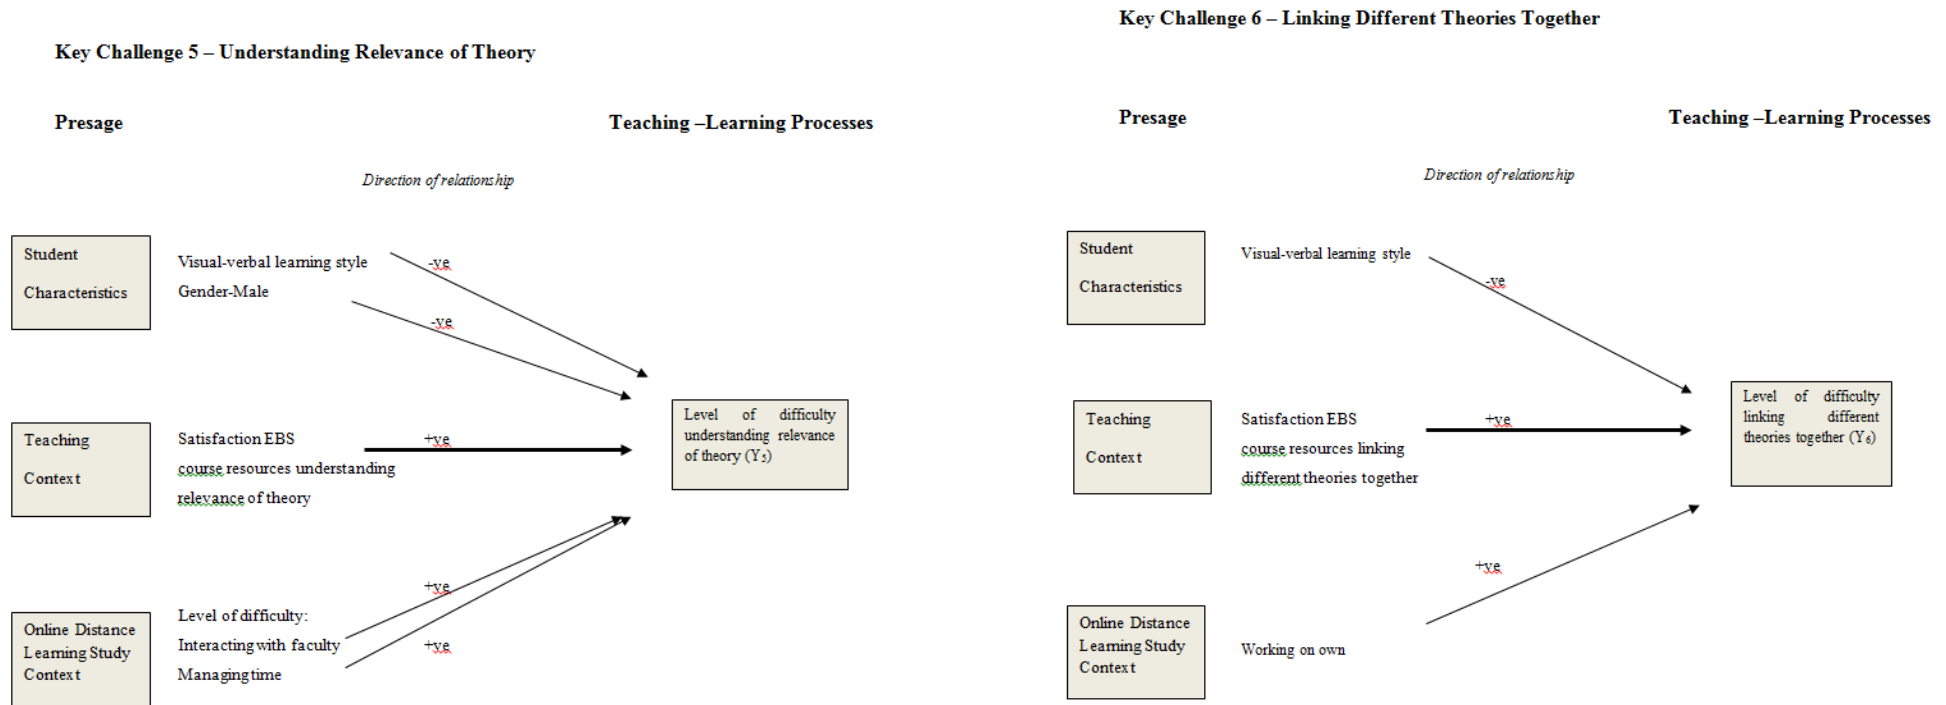 Key Challenge 5 – Understanding Relevance of Theory
Presage
Teaching –Learning Processes
Direction of relationship
Student
Characteristics
Visual-verbal learning style
Gender-Male
-ve
-ve
Teaching
Context
Satisfaction EBS
course resources understanding
relevance of theory
+ve
Level of difficulty
understanding relevance
of theory (Y5)
Online Distance
Learning Study
Context
Level of difficulty:
Interacting with faculty
Managing time
+ve
+ve
Key Challenge 6 – Linking Different Theories Together
Presage
Teaching –Learning Processes
Direction of relationship
Student
Characteristics
Visual-verbal learning style
-ve
Teaching
Context
Satisfaction EBS
course resources linking
different theories together
+ve
Level of difficulty
linking different
theories together (Y6)
Online Distance
Learning Study
Context
Working on own
+ve